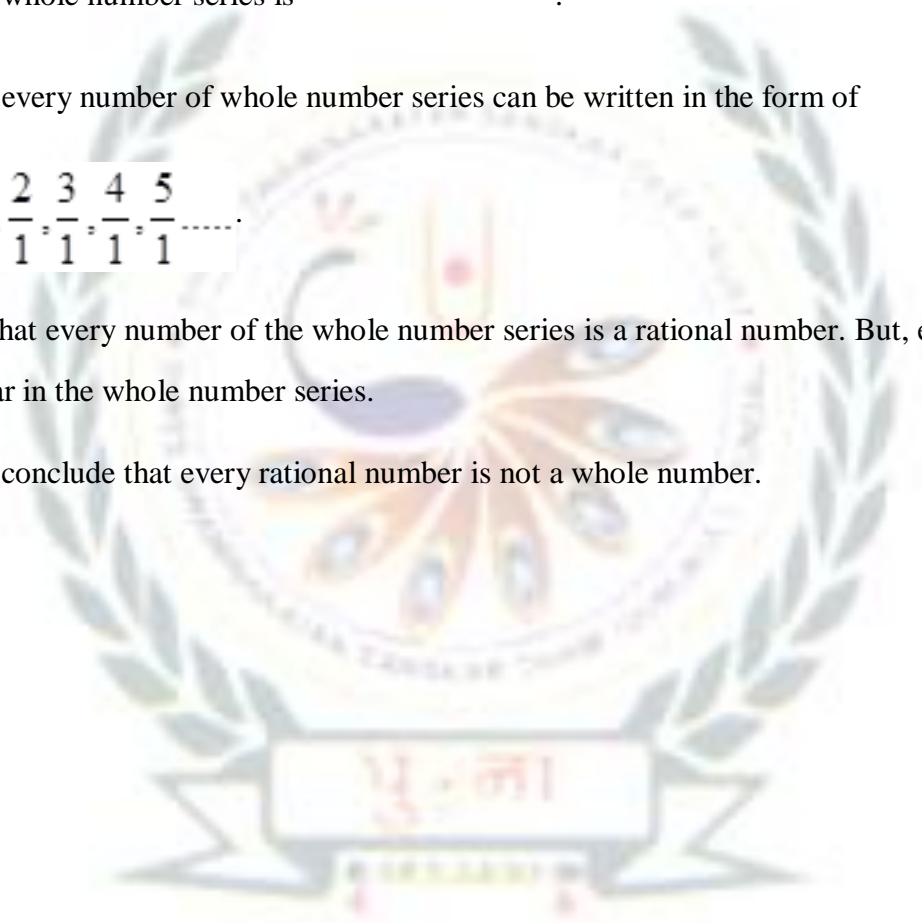 whole number series is .
every number of whole number series can be written in the form of
2/1, 3/1, 4/1, 5/1 ......
hat every number of the whole number series is a rational number. But, e
ar in the whole number series.
conclude that every rational number is not a whole number.
પુ - ના